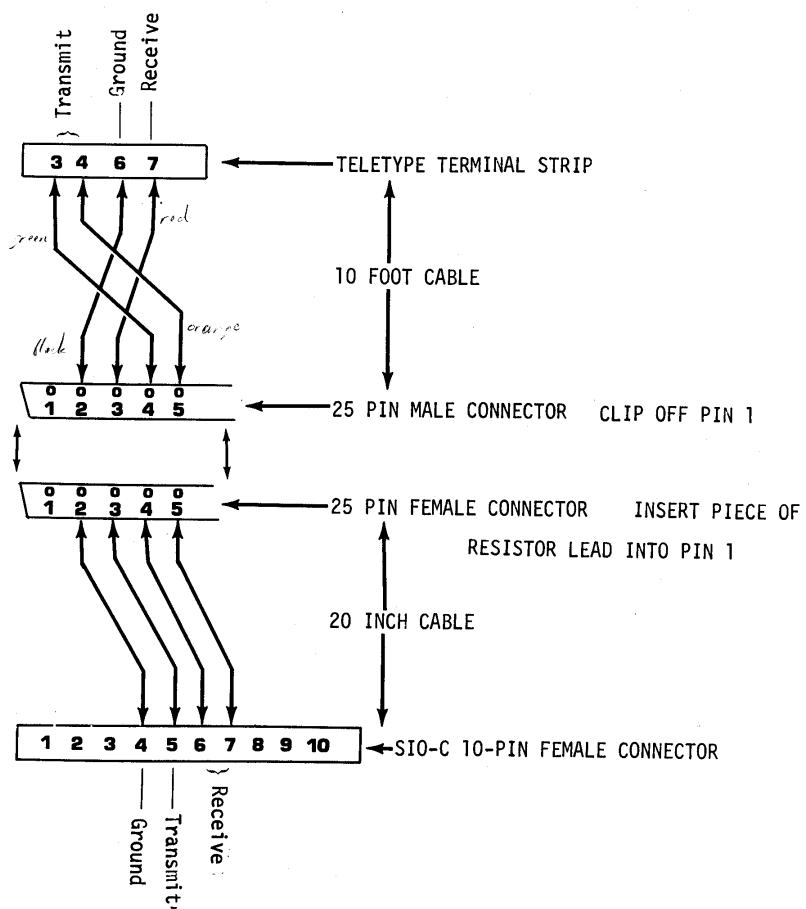 Transmit
Ground
Receive
3 4 6 7
TELETYPE TERMINAL STRIP
red
green
10 FOOT CABLE
orange
black
1 2 3 4 5
25 PIN MALE CONNECTOR CLIP OFF PIN 1
1 2 3 4 5
25 PIN FEMALE CONNECTOR INSERT PIECE OF
RESISTOR LEAD INTO PIN 1
20 INCH CABLE
1 2 3 4 5 6 7 8 9 10
SIO-C 10-PIN FEMALE CONNECTOR
Ground
Transmit
Receive